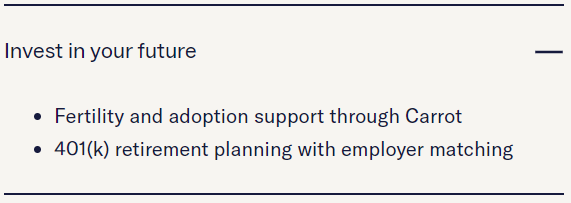 Invest in your future
• Fertility and adoption support through Carrot
• 401(k) retirement planning with employer matching